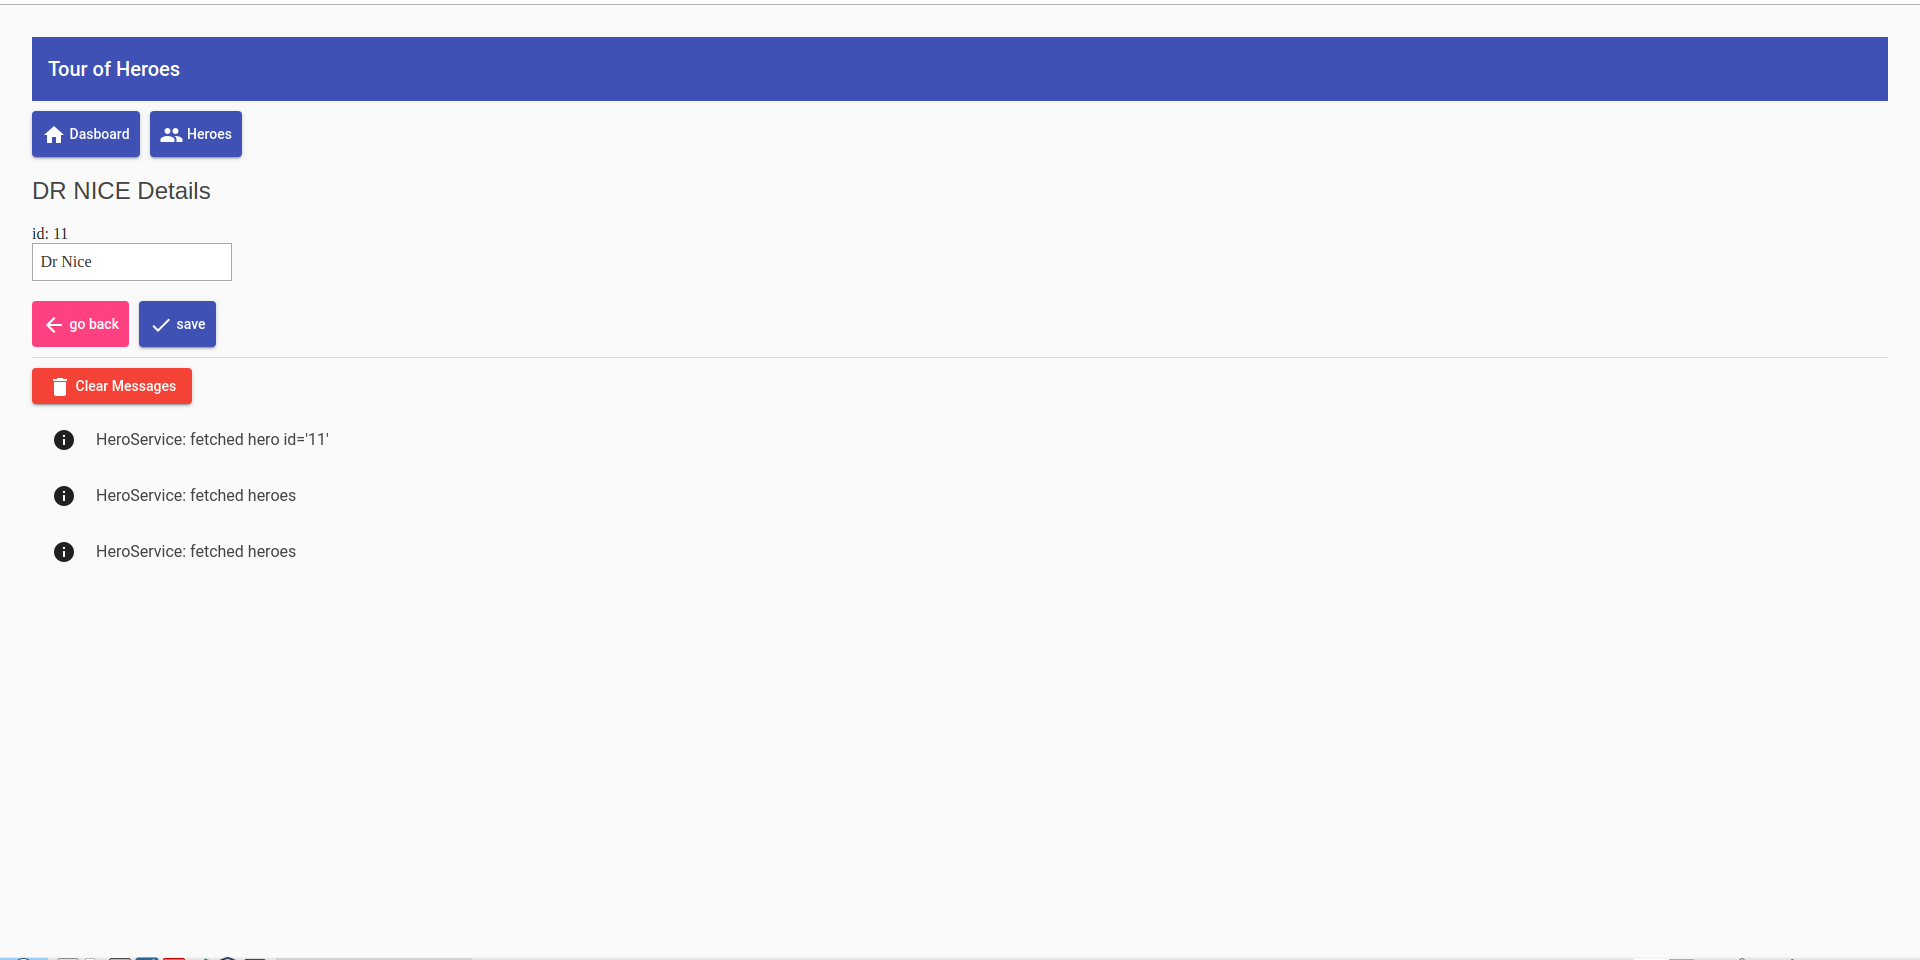 Tour of Heroes
Dasboard Heroes
DR NICE Details
id: 11
Dr Nice
go back save
Clear Messages
HeroService: fetched hero id='11'
HeroService: fetched heroes
HeroService: fetched heroes